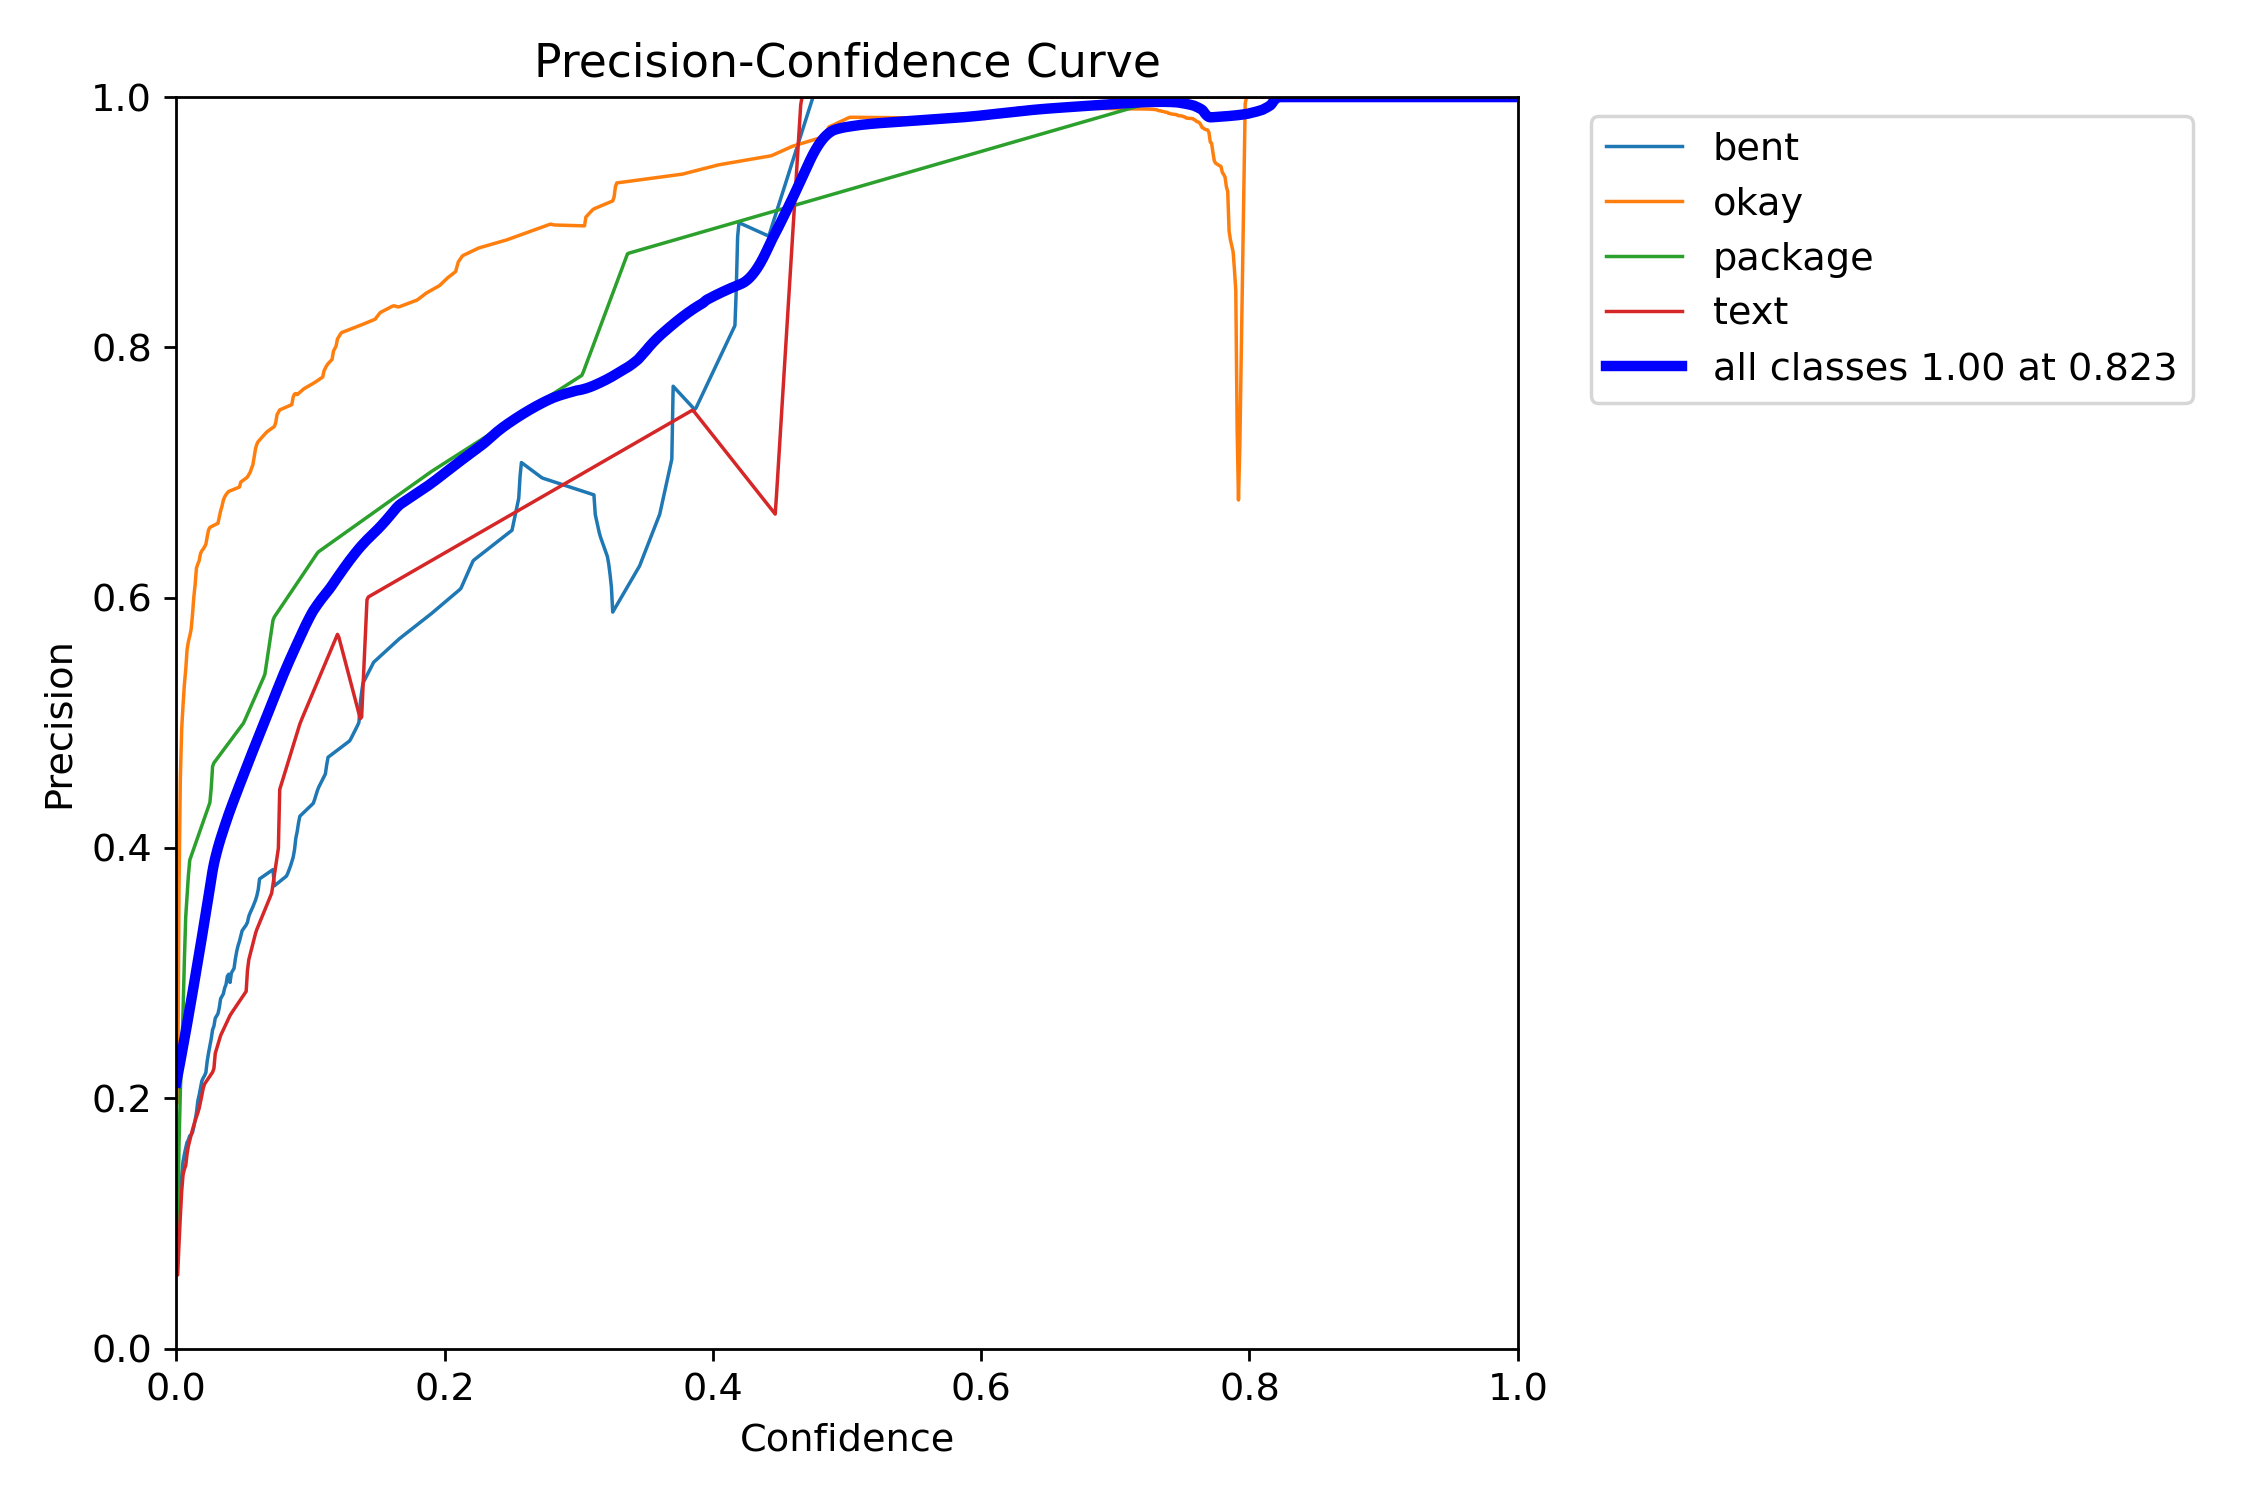 Precision-Confidence Curve
1.0
0.8
0.6
0.4
0.2
0.0
Precision
0.0 0.2 0.4 0.6 0.8 1.0
Confidence
bent
okay
package
text
all classes 1.00 at 0.823